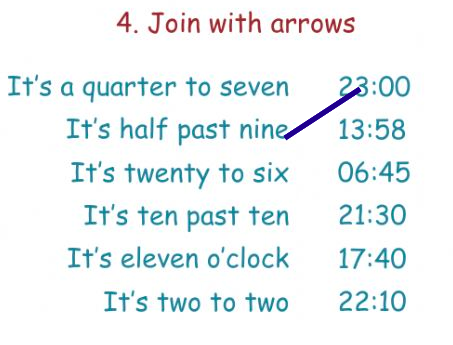 4. Join with arrows
It's a quarter to seven 23:00
It's half past nine 13:58
It's twenty to six 06:45
It's ten past ten 21:30
It's eleven o'clock 17:40
It's two to two 22:10